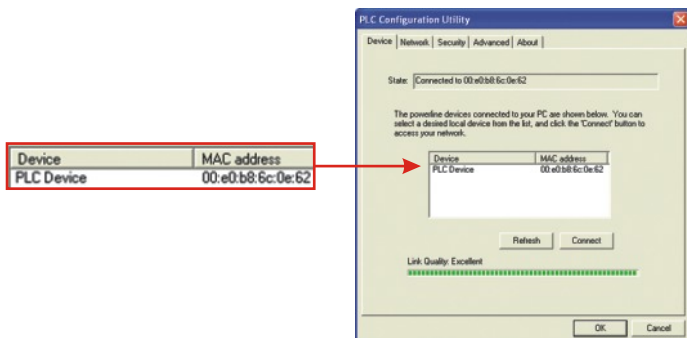 Device MAC address
PLC Device 00:e0:b8:6c:0e:62
PLC Configuration Utility
Device Network Security Advanced About
State: Connected to 00:e0:b8:6c:0e:62
The powerline devices connected to your PC are shown below. You can
select a desired local device from the list, and click the 'Connect' button to
access your network.
Device MAC address
PLC Device 00:e0:b8:6c:0e:62
Refresh Connect
Link Quality: Excellent
OK Cancel